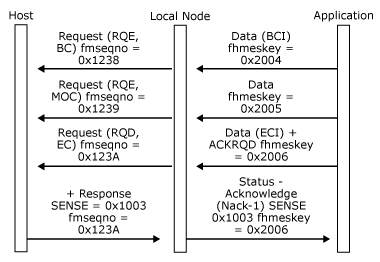 Host
Local Node
Application
Request (RQE,
BC) fmseqno =
0x1238
Data (BCI)
fhmeskey =
0x2004
Request (RQE,
MOC) fmseqno =
0x1239
Data
fhmeskey =
0x2005
Request (RQD,
EC) fmseqno =
0x123A
Data (ECI) +
ACKRQD fhmeskey
= 0x2006
+ Response
SENSE = 0x1003
fmseqno =
0x123A
Status -
Acknowledge
(Nack-1) SENSE
0x1003 fhmeskey
= 0x2006